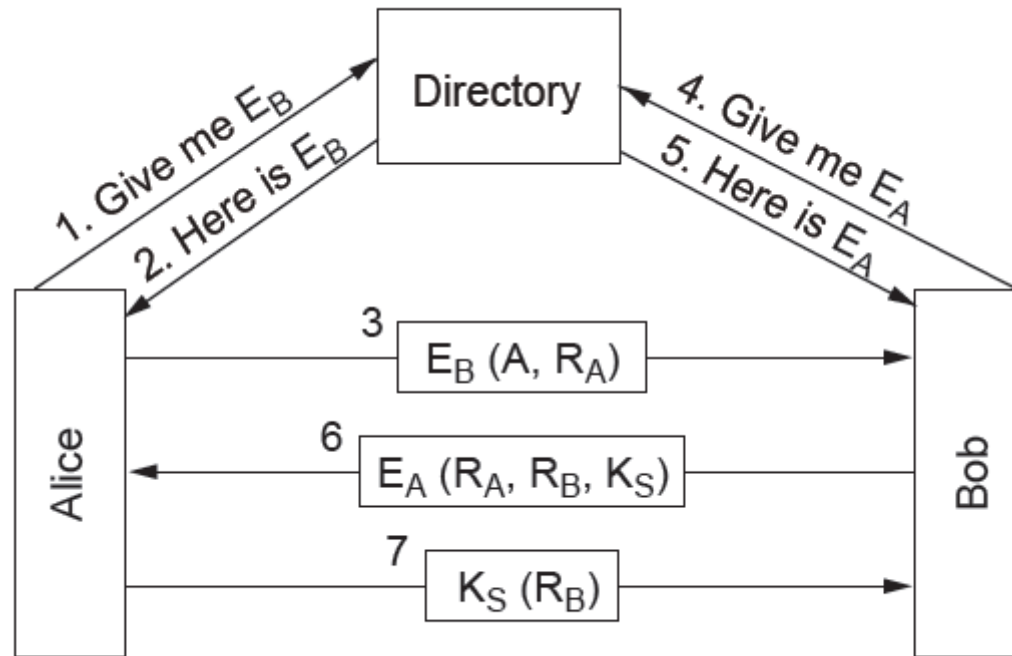 Directory
1. Give me E_B
2. Here is E_B
4. Give me E_A
5. Here is E_A
Alice
Bob
3
E_B (A, R_A)
6
E_A (R_A, R_B, K_S)
7
K_S (R_B)